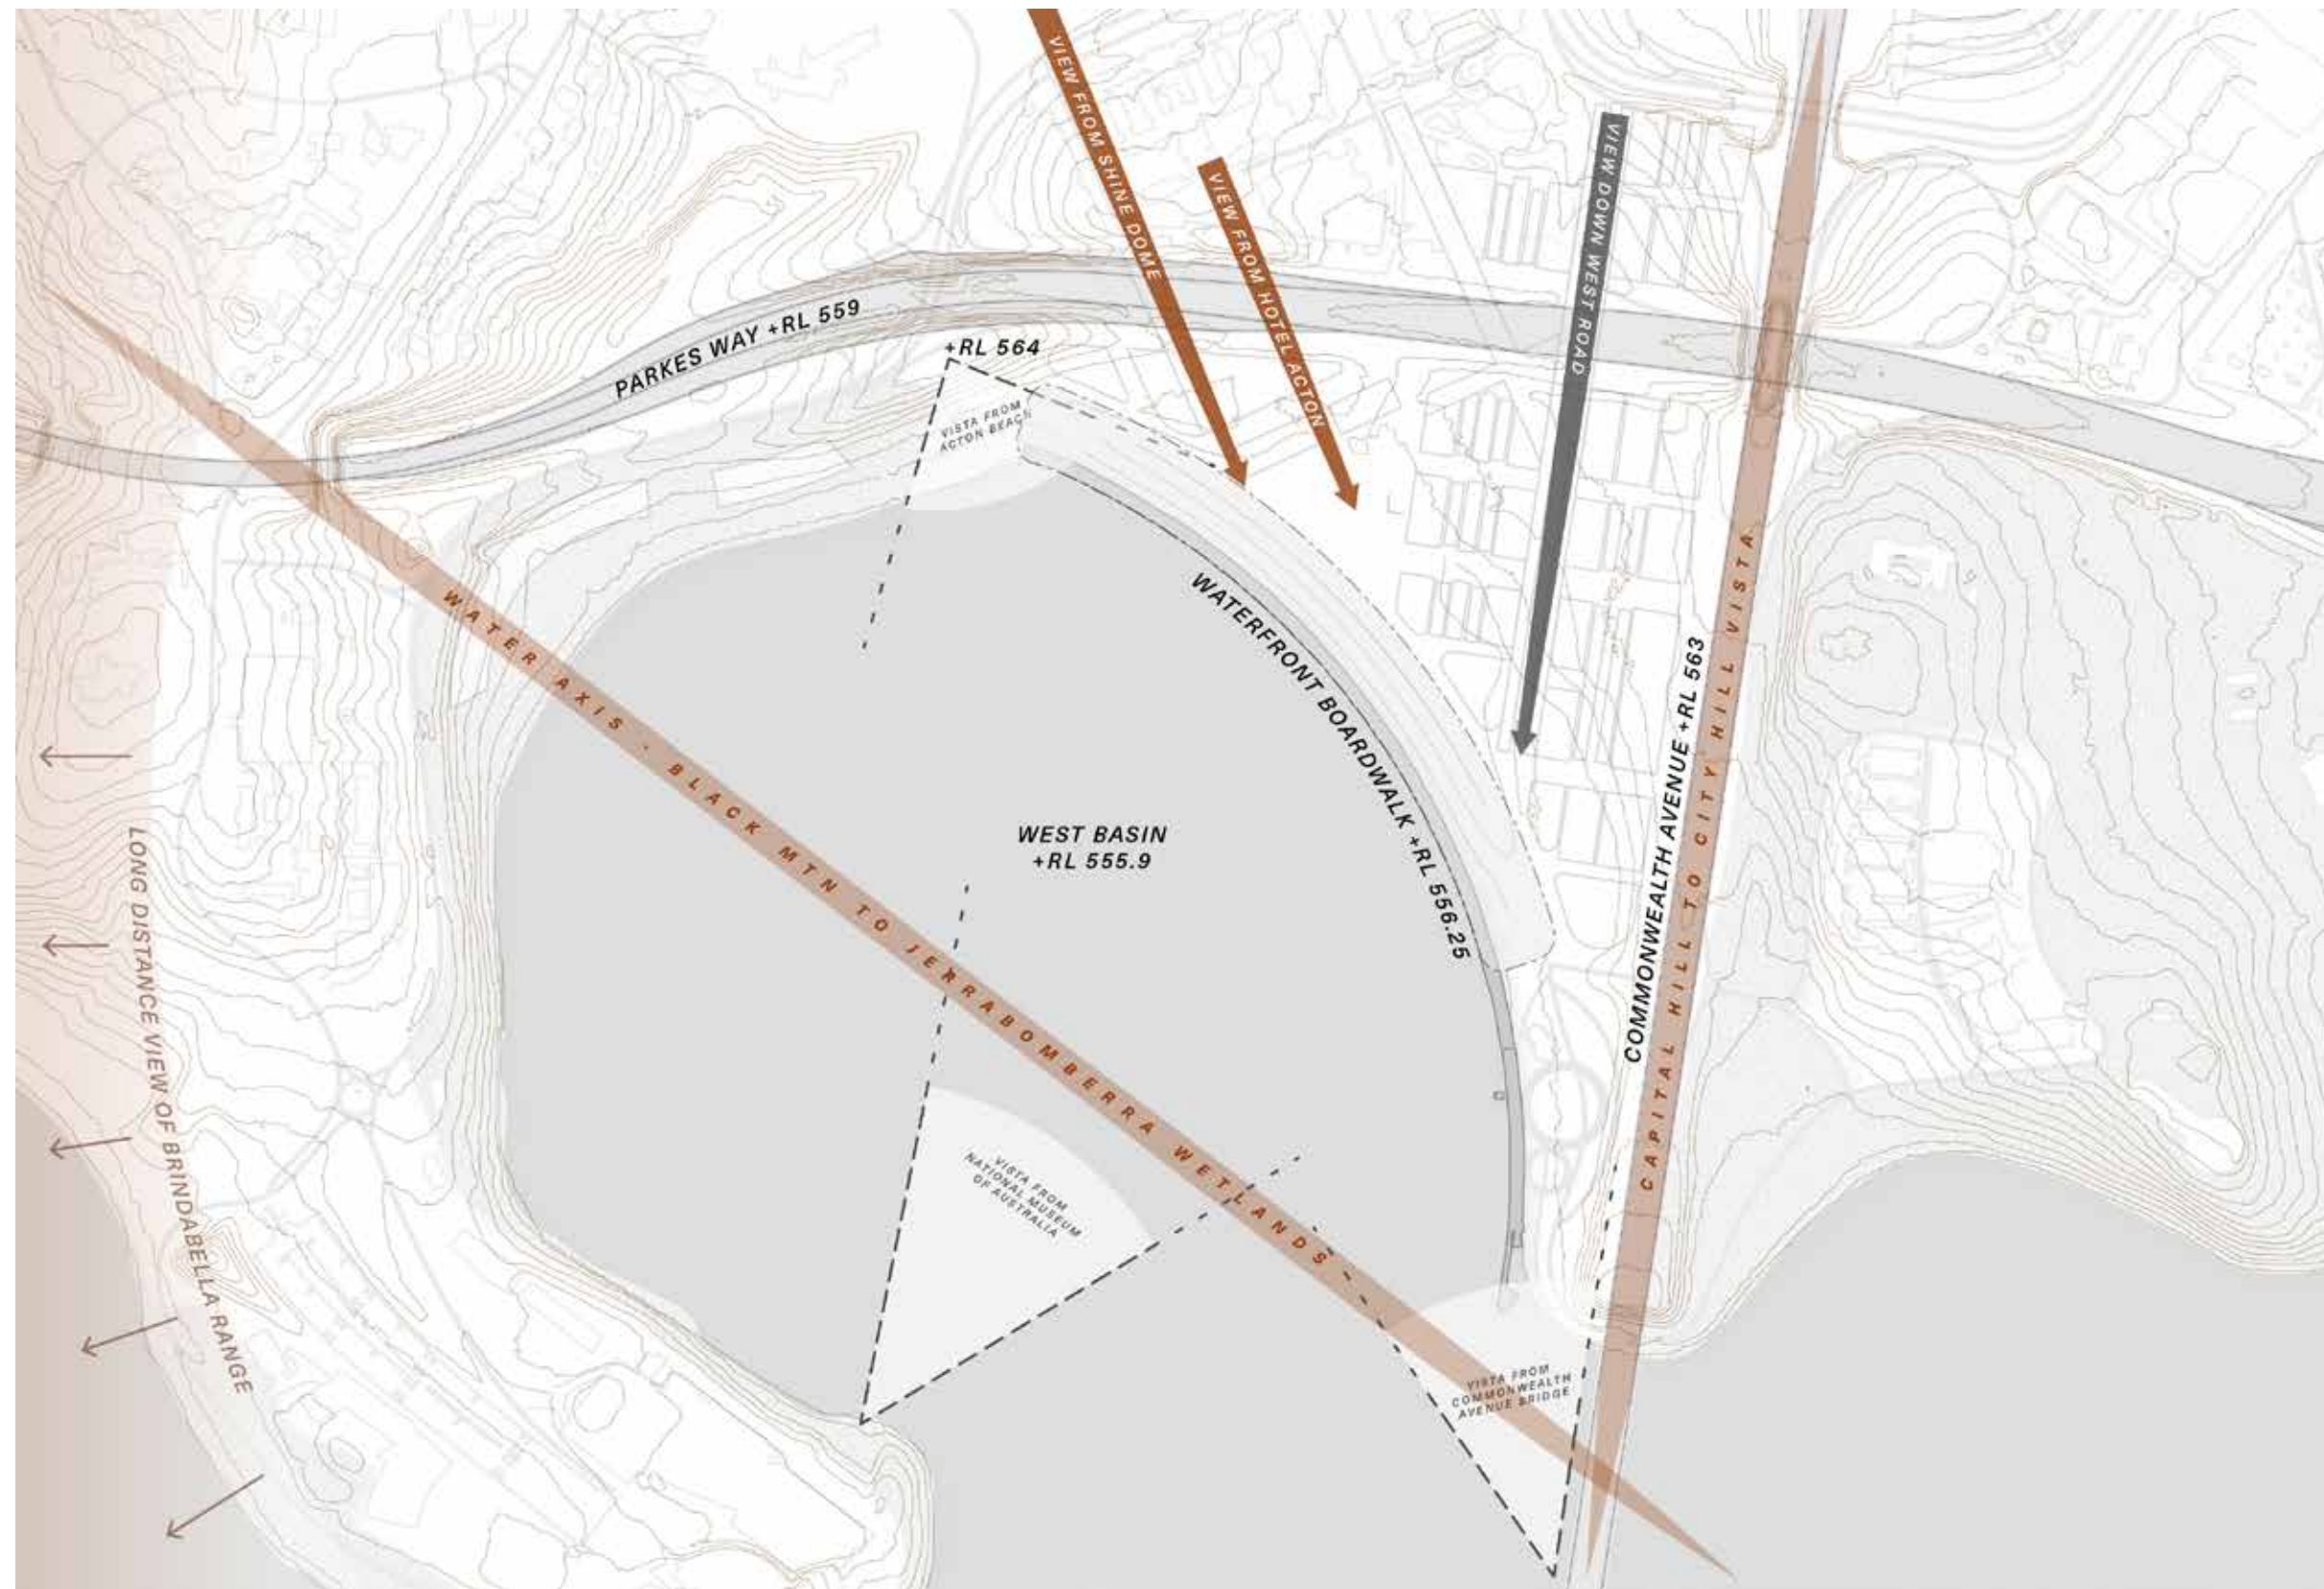 VIEW FROM SHINE DOME
VIEW FROM HOTEL ACTON
VIEW DOWN WEST ROAD
PARKES WAY +RL 559
+RL 564
VISTA FROM
ACTON BEACH
WATERFRONT BOARDWALK +RL 556.25
WATER AXIS - BLACK MTN TO JERRABOMBERRA WETLANDS
WEST BASIN
+RL 555.9
COMMONWEALTH AVENUE +RL 563
CAPITAL HILL TO CITY HILL VISTA
LONG DISTANCE VIEW OF BRINDABELLA RANGE
VISTA FROM
NATIONAL MUSEUM
OF AUSTRALIA
VISTA FROM
COMMONWEALTH
AVENUE BRIDGE